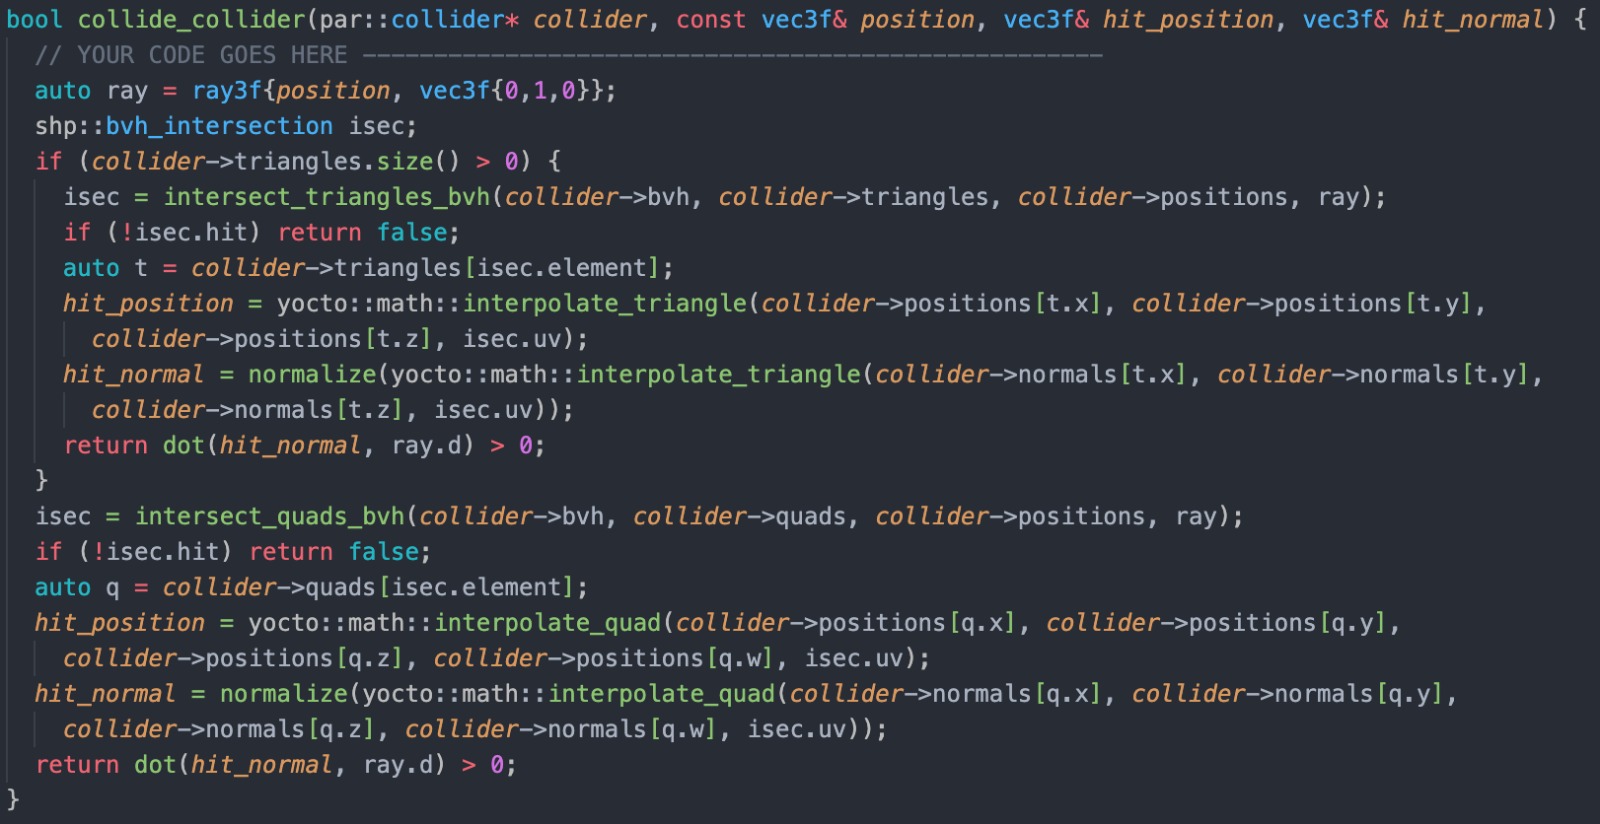 bool collide_collider(par::collider* collider, const vec3f& position, vec3f& hit_position, vec3f& hit_normal) {
// YOUR CODE GOES HERE ----------------------------------------------------
auto ray = ray3f{position, vec3f{0,1,0}};
shp::bvh_intersection isec;
if (collider->triangles.size() > 0) {
isec = intersect_triangles_bvh(collider->bvh, collider->triangles, collider->positions, ray);
if (!isec.hit) return false;
auto t = collider->triangles[isec.element];
hit_position = yocto::math::interpolate_triangle(collider->positions[t.x], collider->positions[t.y],
collider->positions[t.z], isec.uv);
hit_normal = normalize(yocto::math::interpolate_triangle(collider->normals[t.x], collider->normals[t.y],
collider->normals[t.z], isec.uv));
return dot(hit_normal, ray.d) > 0;
}
isec = intersect_quads_bvh(collider->bvh, collider->quads, collider->positions, ray);
if (!isec.hit) return false;
auto q = collider->quads[isec.element];
hit_position = yocto::math::interpolate_quad(collider->positions[q.x], collider->positions[q.y],
collider->positions[q.z], collider->positions[q.w], isec.uv);
hit_normal = normalize(yocto::math::interpolate_quad(collider->normals[q.x], collider->normals[q.y],
collider->normals[q.z], collider->normals[q.w], isec.uv));
return dot(hit_normal, ray.d) > 0;
}